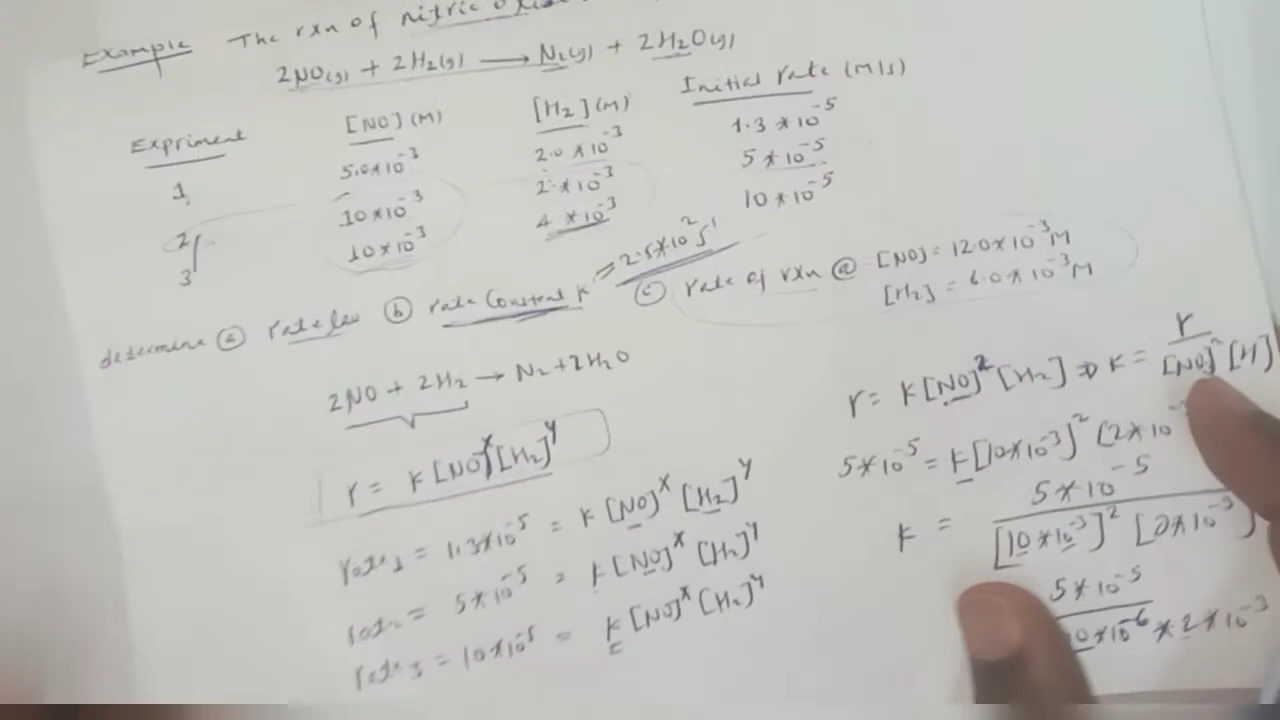 Example The rxn of nitric
2NO(g) + 2H₂(g) ⟶ N₂(g) + 2H₂O(g)
Expriment [NO](M) [H₂](M) Initial rate (M/s)
1 5.0×10⁻³ 2.0×10⁻³ 1.3×10⁻⁵
2 10×10⁻³ 2×10⁻³ 5×10⁻⁵
3 10×10⁻³ 4×10⁻³ 10×10⁻⁵
determine ⓐ rate law ⓑ rate constant k = 2.5×10² s⁻¹ ⓒ rate of rxn @ [NO] = 12.0×10⁻³M
[H₂] = 6.0×10⁻³M
2NO + 2H₂ → N₂ + 2H₂O
r = k[NO]ˣ[H₂]ʸ
rate₁ = 1.3×10⁻⁵ = k[NO]ˣ[H₂]ʸ
rate₂ = 5×10⁻⁵ = k[NO]ˣ[H₂]ʸ
rate₃ = 10×10⁻⁵ = k[NO]ˣ[H₂]ʸ
r = k[NO]²[H₂] ⇒ k = r / [NO]²[H]
5×10⁻⁵ = k[10×10⁻³]²(2×10⁻
k = 5×10⁻⁵ / [10×10⁻³]²[2×10⁻³]
5×10⁻⁵ / 0×10⁻⁶ × 2×10⁻³